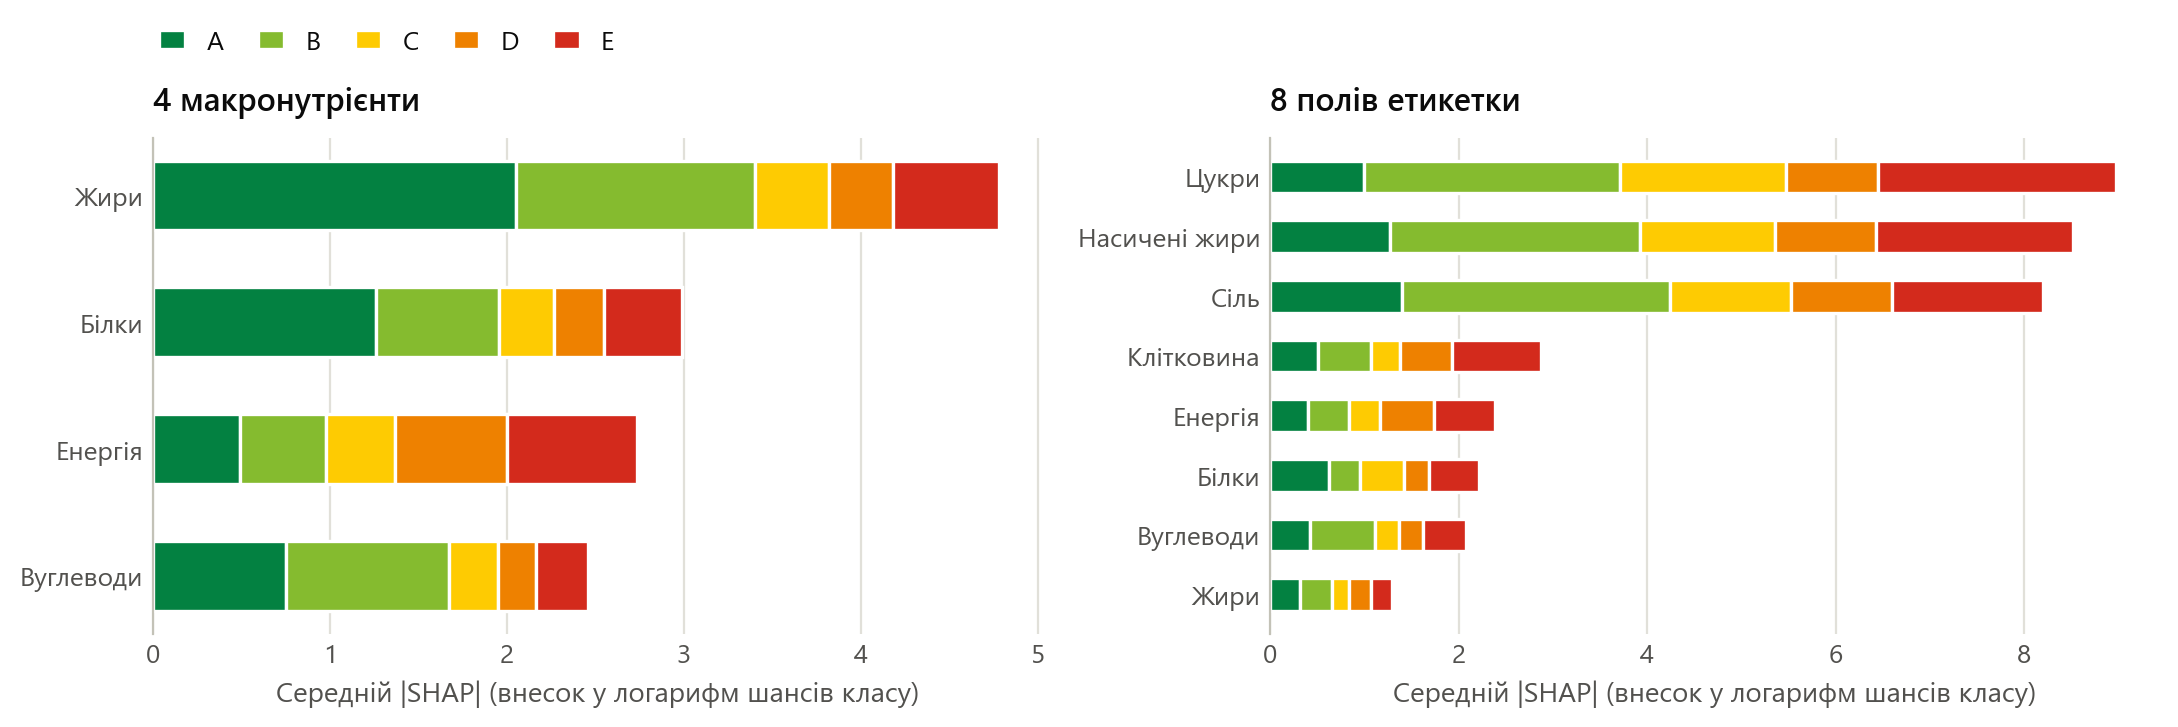 A B C D E
4 макронутрієнти
Жири
Білки
Енергія
Вуглеводи
0 1 2 3 4 5
Середній |SHAP| (внесок у логарифм шансів класу)
8 полів етикетки
Цукри
Насичені жири
Сіль
Клітковина
Енергія
Білки
Вуглеводи
Жири
0 2 4 6 8
Середній |SHAP| (внесок у логарифм шансів класу)